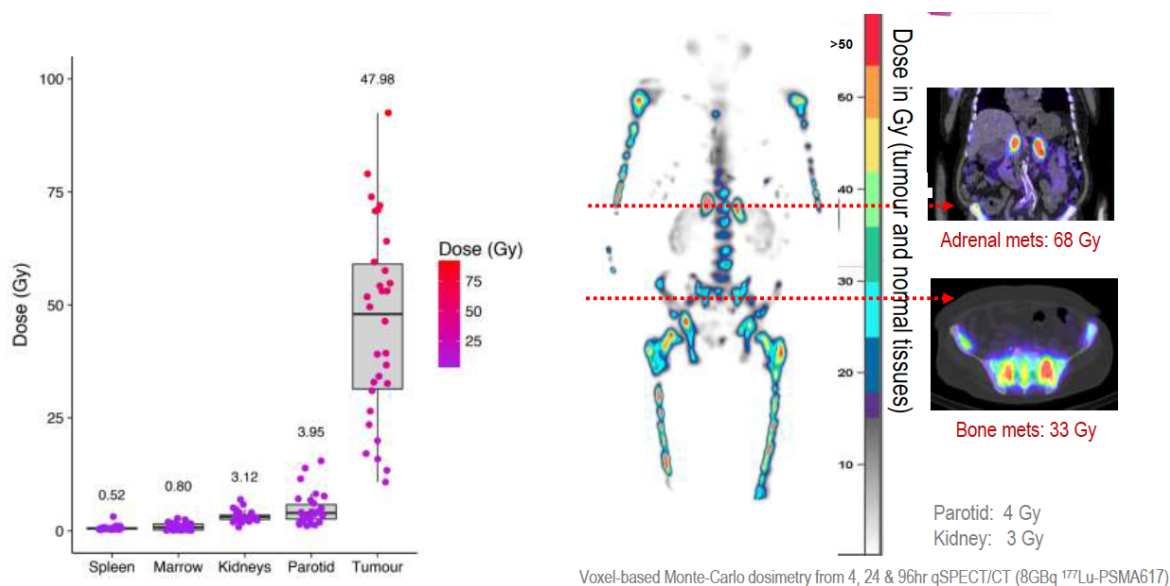 100
75
50
25
0
Dose (Gy)
47.98
3.95
3.12
0.80
0.52
Spleen
Marrow
Kidneys
Parotid
Tumour
Dose (Gy)
75
50
25
>50
50
40
30
20
10
Dose in Gy (tumour and normal tissues)
Adrenal mets: 68 Gy
Bone mets: 33 Gy
Parotid: 4 Gy
Kidney: 3 Gy
Voxel-based Monte-Carlo dosimetry from 4, 24 & 96hr qSPECT/CT (8GBq ¹⁷⁷Lu-PSMA617)